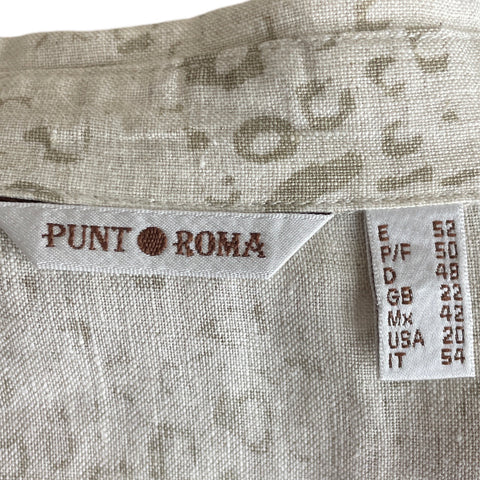 PUNT ROMA
E 52
P/F 50
D 48
GB 22
Mx 42
USA 20
IT 54